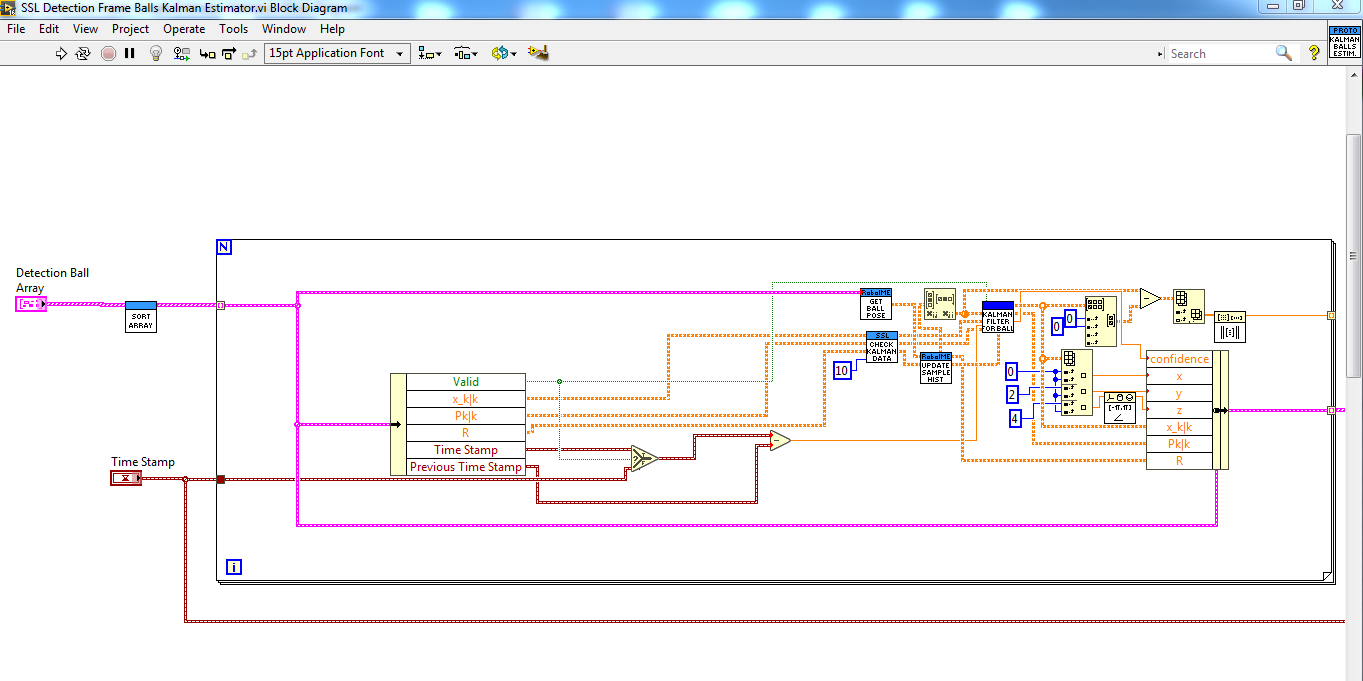 SSL Detection Frame Balls Kalman Estimator.vi Block Diagram
File Edit View Project Operate Tools Window Help
15pt Application Font
Search
PROTO
KALMAN
BALLS
ESTIM.
N
Detection Ball
Array
SORT
ARRAY
RoboIME
GET
BALL
POSE
SSL
CHECK
KALMAN
DATA
10
RoboIME
UPDATE
SAMPLE
HIST
KALMAN
FILTER
FOR BALL
0
0
0
2
4
[-π,π]
confidence
x
y
z
x_k|k
Pk|k
R
Valid
x_k|k
Pk|k
R
Time Stamp
Previous Time Stamp
Time Stamp
i